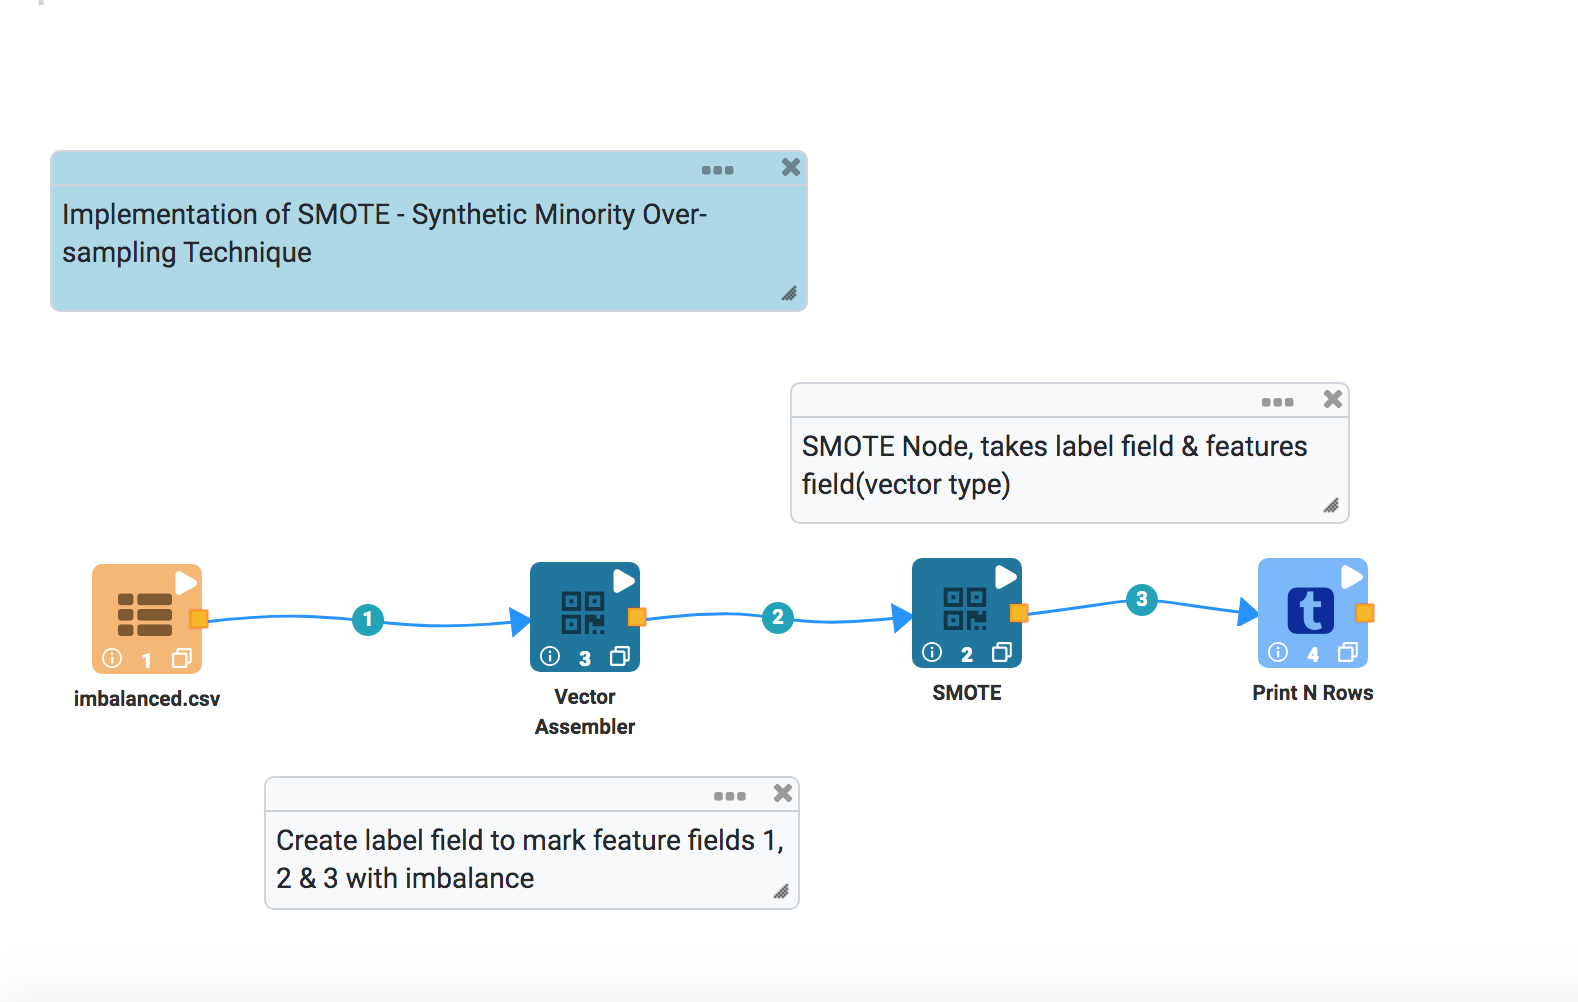 Implementation of SMOTE - Synthetic Minority Over-
sampling Technique
SMOTE Node, takes label field & features
field(vector type)
1
2
3
t
1
3
2
4
imbalanced.csv
Vector
Assembler
SMOTE
Print N Rows
Create label field to mark feature fields 1,
2 & 3 with imbalance